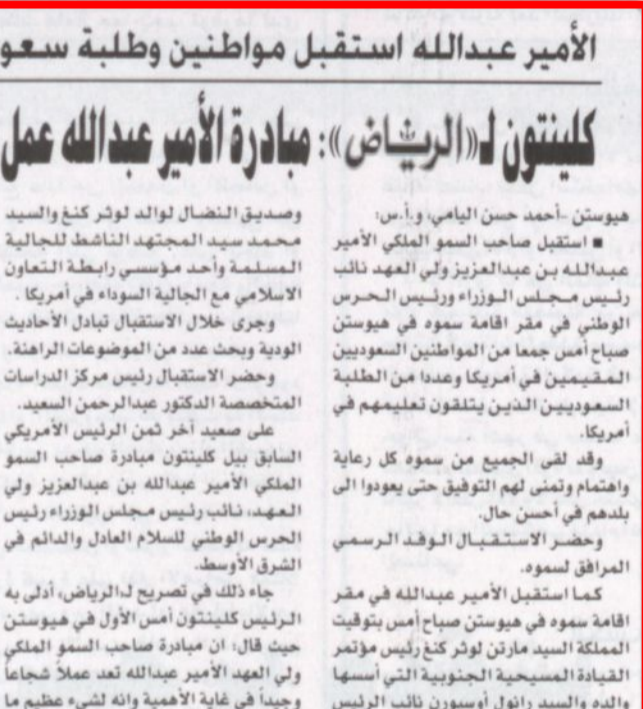 الأمير عبدالله استقبل مواطنين وطلبة سعو
كلينتون لـ«الرياض»: مبادرة الأمير عبدالله عمل
هيوستن -أحمد حسن اليامي، و.أ.س:
■ استقبل صاحب السمو الملكي الأمير
عبدالله بن عبدالعزيز ولي العهد نائب
رئيس مجلس الوزراء ورئيس الحرس
الوطني في مقر اقامة سموه في هيوستن
صباح أمس جمعا من المواطنين السعوديين
المقيمين في أمريكا وعددا من الطلبة
السعوديين الذين يتلقون تعليمهم في
أمريكا.
وقد لقي الجميع من سموه كل رعاية
واهتمام وتمنى لهم التوفيق حتى يعودوا الى
بلدهم في أحسن حال.
وحضر الاستقبال الوفد الرسمي
المرافق لسموه.
كما استقبل الأمير عبدالله في مقر
اقامة سموه في هيوستن صباح أمس بتوقيت
المملكة السيد مارتن لوثر كنغ رئيس مؤتمر
القيادة المسيحية الجنوبية التي أسسها
والده والسيد رانول أوسبورن نائب الرئيس
وصديق النضال لوالد لوثر كنغ والسيد
محمد سيد المجتهد الناشط للجالية
المسلمة وأحد مؤسسي رابطة التعاون
الاسلامي مع الجالية السوداء في أمريكا .
وجرى خلال الاستقبال تبادل الأحاديث
الودية وبحث عدد من الموضوعات الراهنة.
وحضر الاستقبال رئيس مركز الدراسات
المتخصصة الدكتور عبدالرحمن السعيد.
على صعيد آخر ثمن الرئيس الأمريكي
السابق بيل كلينتون مبادرة صاحب السمو
الملكي الأمير عبدالله بن عبدالعزيز ولي
العهد، نائب رئيس مجلس الوزراء رئيس
الحرس الوطني للسلام العادل والدائم في
الشرق الأوسط.
جاء ذلك في تصريح لـ الرياض، أدلى به
الرئيس كلينتون أمس الأول في هيوستن
حيث قال: ان مبادرة صاحب السمو الملكي
ولي العهد الأمير عبدالله تعد عملاً شجاعاً
وجيداً في غاية الأهمية وانه لشيء عظيم ما